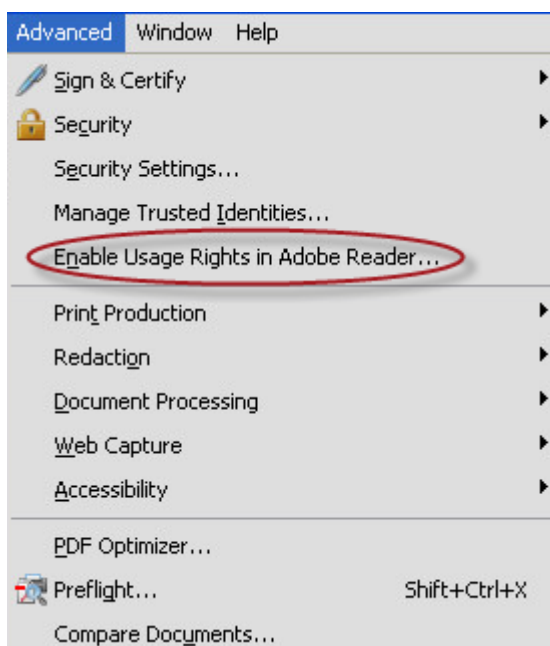 Advanced Window Help
Sign & Certify
Security
Security Settings...
Manage Trusted Identities...
Enable Usage Rights in Adobe Reader...
Print Production
Redaction
Document Processing
Web Capture
Accessibility
PDF Optimizer...
Preflight... Shift+Ctrl+X
Compare Documents...